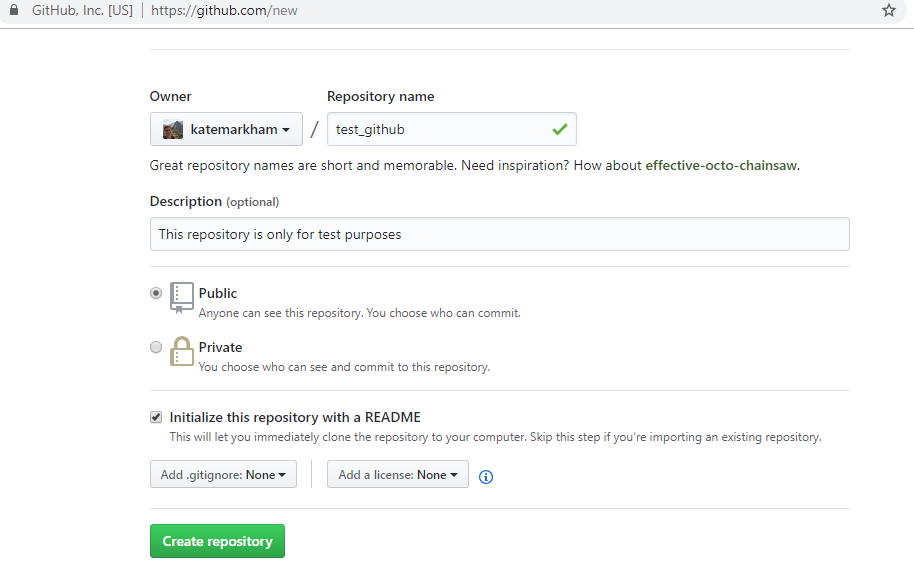 GitHub, Inc. [US] | https://github.com/new
Owner Repository name
katemarkham / test_github
Great repository names are short and memorable. Need inspiration? How about effective-octo-chainsaw.
Description (optional)
This repository is only for test purposes
Public
Anyone can see this repository. You choose who can commit.
Private
You choose who can see and commit to this repository.
Initialize this repository with a README
This will let you immediately clone the repository to your computer. Skip this step if you’re importing an existing repository.
Add .gitignore: None Add a license: None
Create repository